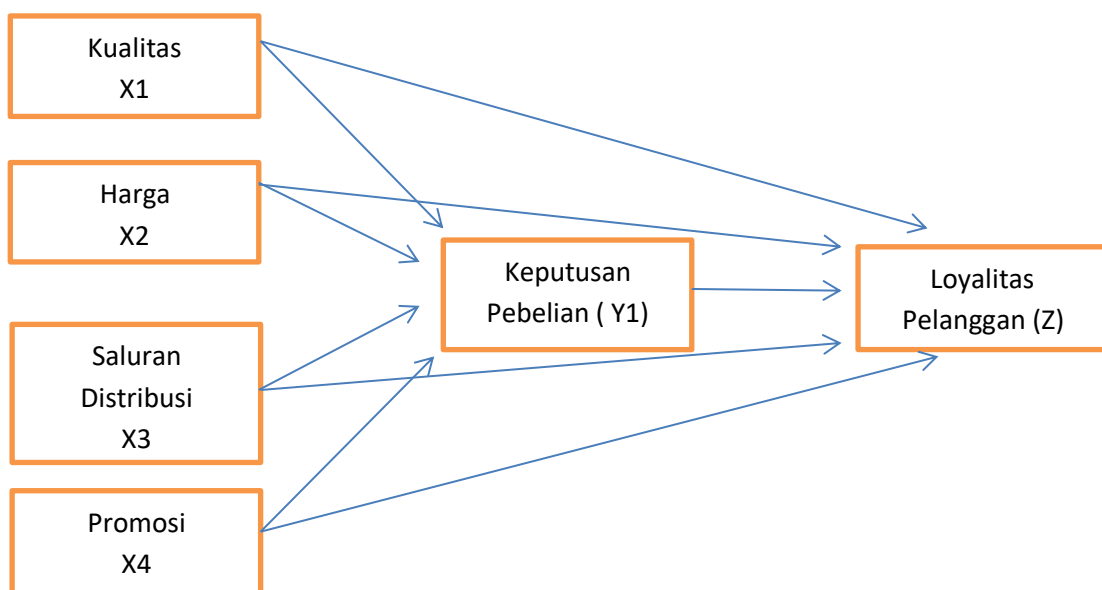 Kualitas
X1
Harga
X2
Keputusan
Pebelian ( Y1)
Loyalitas
Pelanggan (Z)
Saluran
Distribusi
X3
Promosi
X4